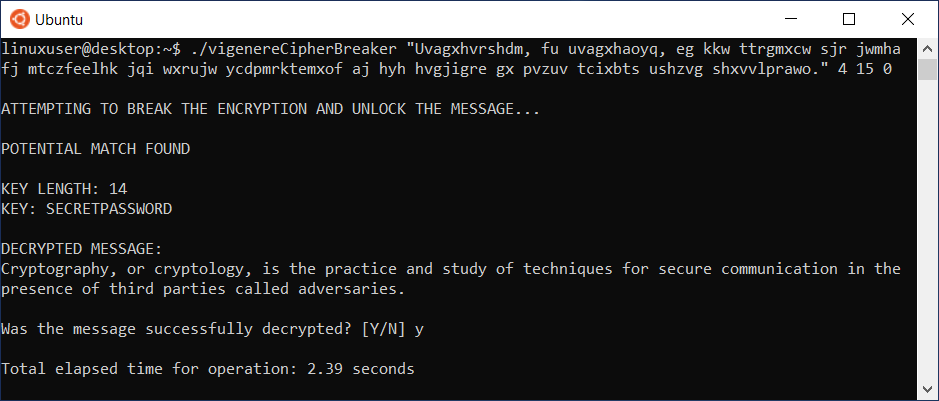 Ubuntu
linuxuser@desktop:~$ ./vigenereCipherBreaker "Uvagxhvrshdm, fu uvagxhaoyq, eg kkw ttrgmxcw sjr jwmha
fj mtczfeelhk jqi wxrujw ycdpmrktemxof aj hyh hvgjigre gx pvzuv tcixbts ushzvg shxvvlprawo." 4 15 0
ATTEMPTING TO BREAK THE ENCRYPTION AND UNLOCK THE MESSAGE...
POTENTIAL MATCH FOUND
KEY LENGTH: 14
KEY: SECRETPASSWORD
DECRYPTED MESSAGE:
Cryptography, or cryptology, is the practice and study of techniques for secure communication in the
presence of third parties called adversaries.
Was the message successfully decrypted? [Y/N] y
Total elapsed time for operation: 2.39 seconds